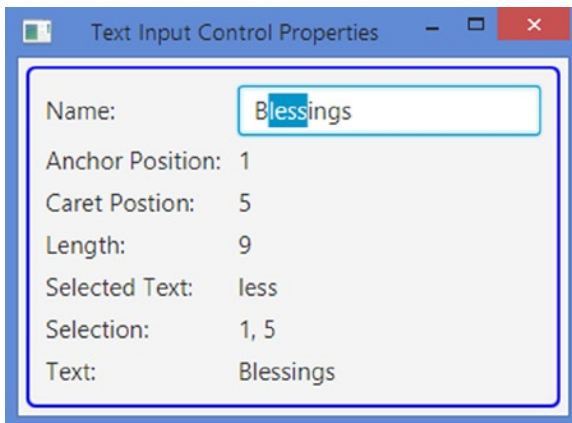 Text Input Control Properties
Name: Blessings
Anchor Position: 1
Caret Postion: 5
Length: 9
Selected Text: less
Selection: 1, 5
Text: Blessings